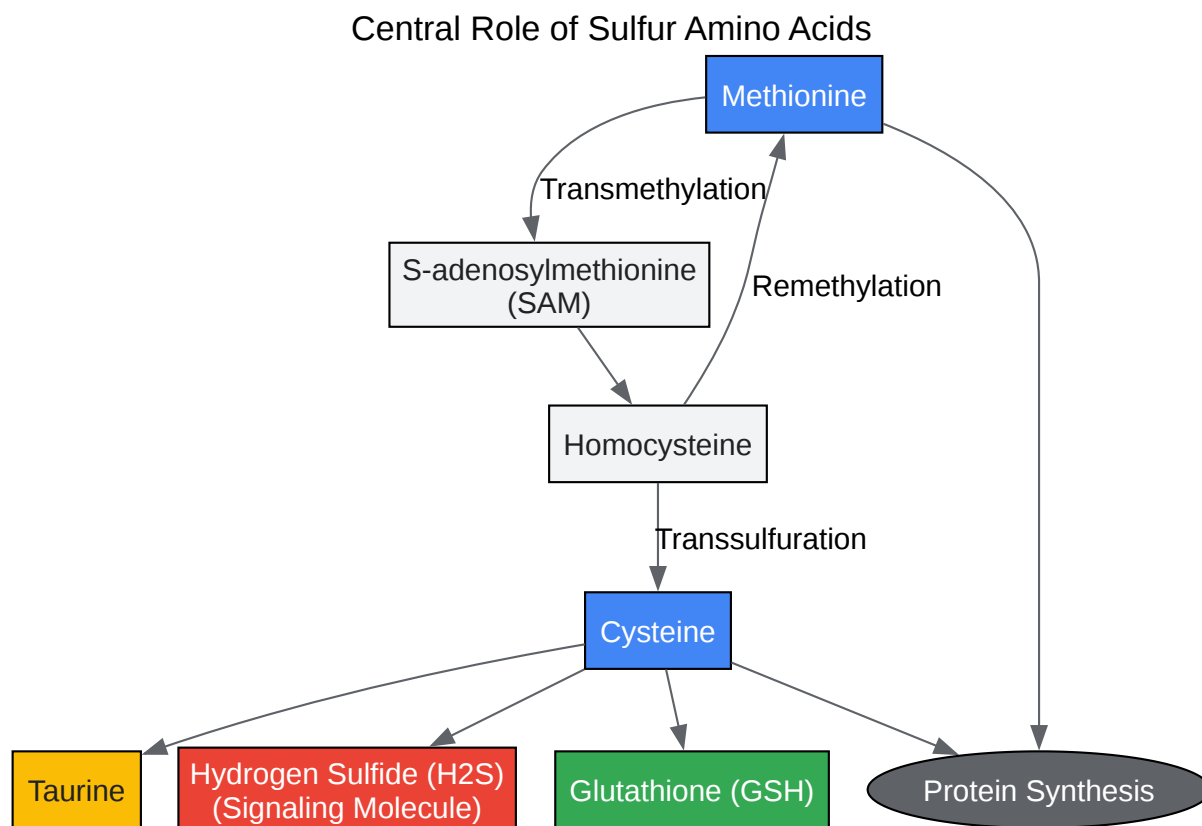 Central Role of Sulfur Amino Acids
Methionine
Transmethylation
S-adenosylmethionine
(SAM)
Remethylation
Homocysteine
Transsulfuration
Cysteine
Taurine
Hydrogen Sulfide (H2S)
(Signaling Molecule)
Glutathione (GSH)
Protein Synthesis